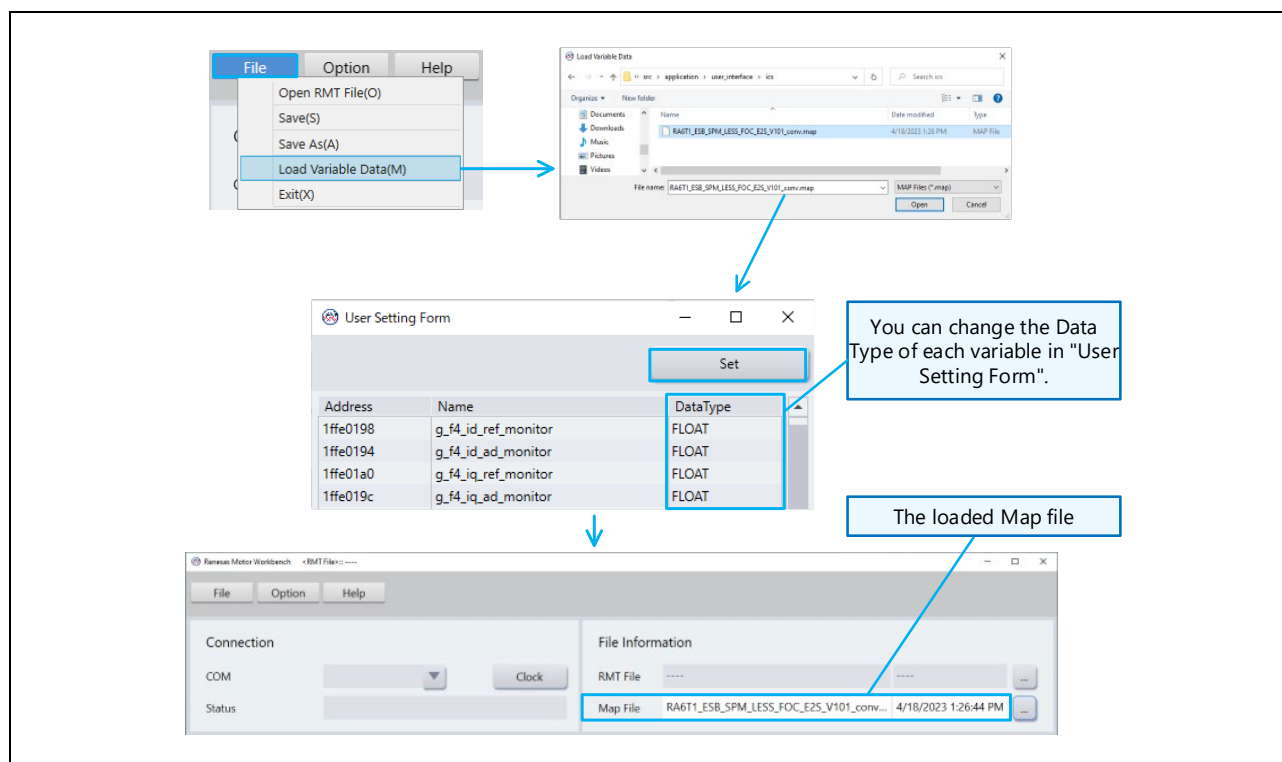 File Option Help
Open RMT File(O)
Save(S)
Save As(A)
Load Variable Data(M)
Exit(X)
Load Variable Data
« src › application › user_interface › ics
Search ics
Organize New folder
Documents
Downloads
Music
Pictures
Videos
Name Date modified Type
RA6T1_ESB_SPM_LESS_FOC_E2S_V101_conv.map 4/18/2023 1:26 PM MAP File
File name: RA6T1_ESB_SPM_LESS_FOC_E2S_V101_conv.map MAP Files (*.map)
Open Cancel
User Setting Form
Set
Address Name DataType
1ffe0198 g_f4_id_ref_monitor FLOAT
1ffe0194 g_f4_id_ad_monitor FLOAT
1ffe01a0 g_f4_iq_ref_monitor FLOAT
1ffe019c g_f4_iq_ad_monitor FLOAT
You can change the Data
Type of each variable in "User
Setting Form".
The loaded Map file
Renesas Motor Workbench <RMT File>:: ----
File Option Help
Connection
COM Clock
Status
File Information
RMT File ---- ---- ...
Map File RA6T1_ESB_SPM_LESS_FOC_E2S_V101_conv... 4/18/2023 1:26:44 PM ...